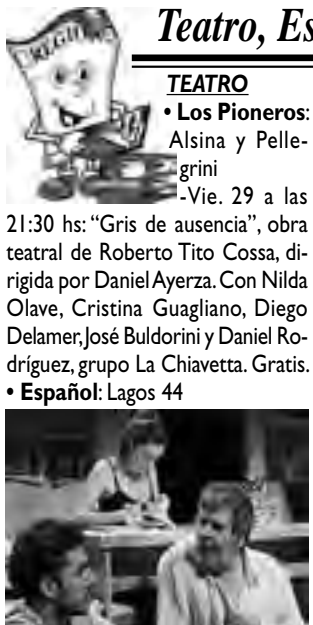 REGIO
Teatro, Es
TEATRO
• Los Pioneros:
Alsina y Pelle-
grini
-Vie. 29 a las
21:30 hs: “Gris de ausencia”, obra
teatral de Roberto Tito Cossa, di-
rigida por Daniel Ayerza. Con Nilda
Olave, Cristina Guagliano, Diego
Delamer, José Buldorini y Daniel Ro-
dríguez, grupo La Chiavetta. Gratis.
• Español: Lagos 44